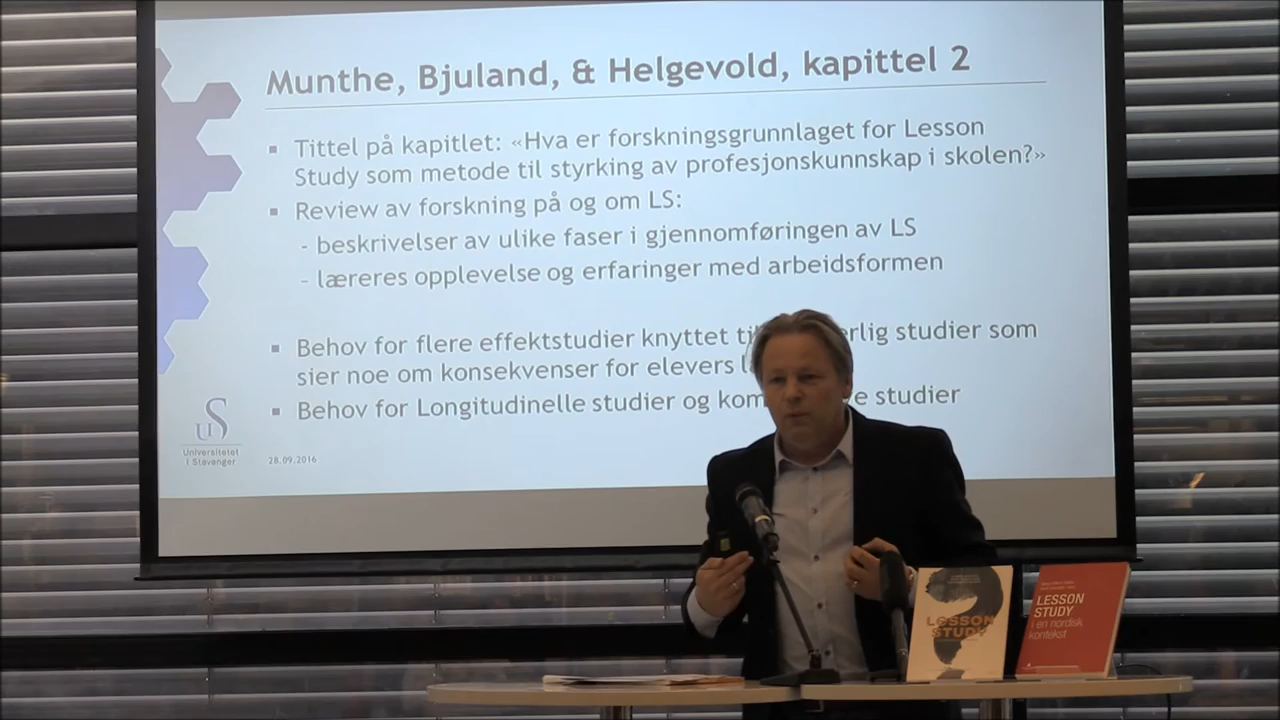 Munthe, Bjuland, & Helgevold, kapittel 2
▪ Tittel på kapitlet: «Hva er forskningsgrunnlaget for Lesson
Study som metode til styrking av profesjonskunnskap i skolen?»
▪ Review av forskning på og om LS:
- beskrivelser av ulike faser i gjennomføringen av LS
- læreres opplevelse og erfaringer med arbeidsformen
▪ Behov for flere effektstudier knyttet studier som
sier noe om konsekvenser for elevers
▪ Behov for Longitudinelle studier og studier
US
Universitetet
i Stavanger
28.09.2016
LESSON
STUDY
LESSON
STUDY
i en nordisk
kontekst